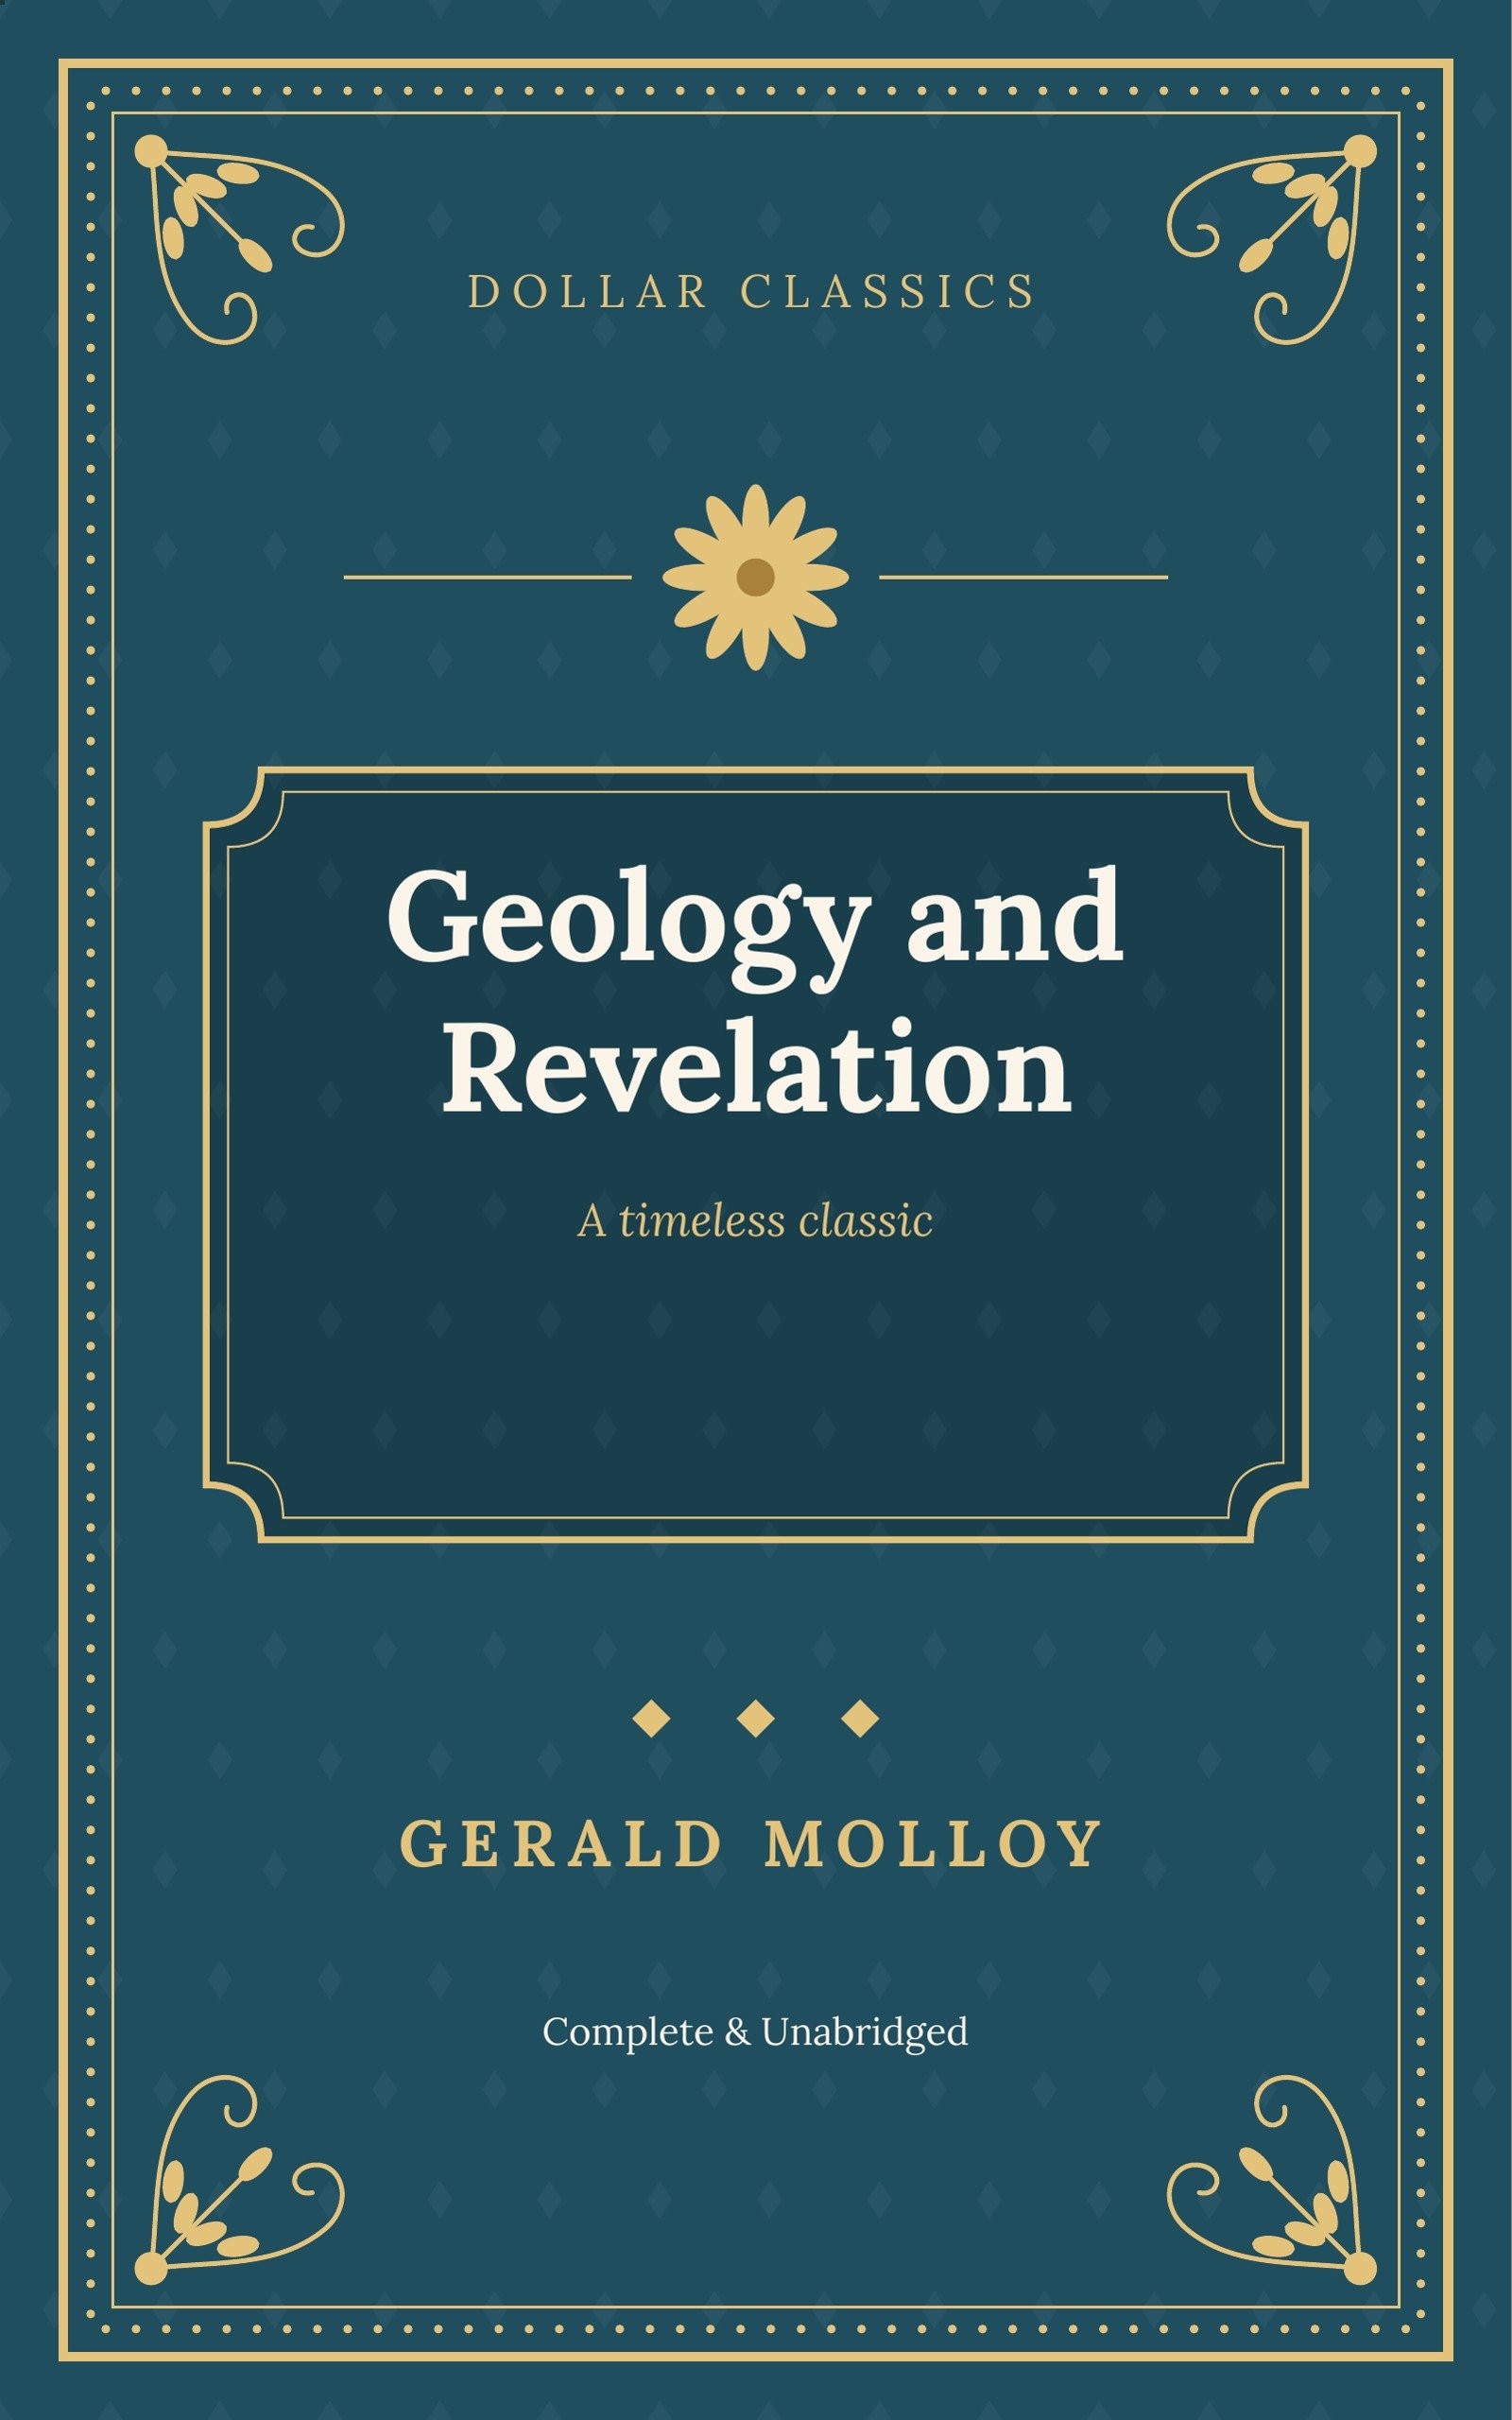 DOLLAR CLASSICS
Geology and
Revelation
A timeless classic
GERALD MOLLOY
Complete & Unabridged